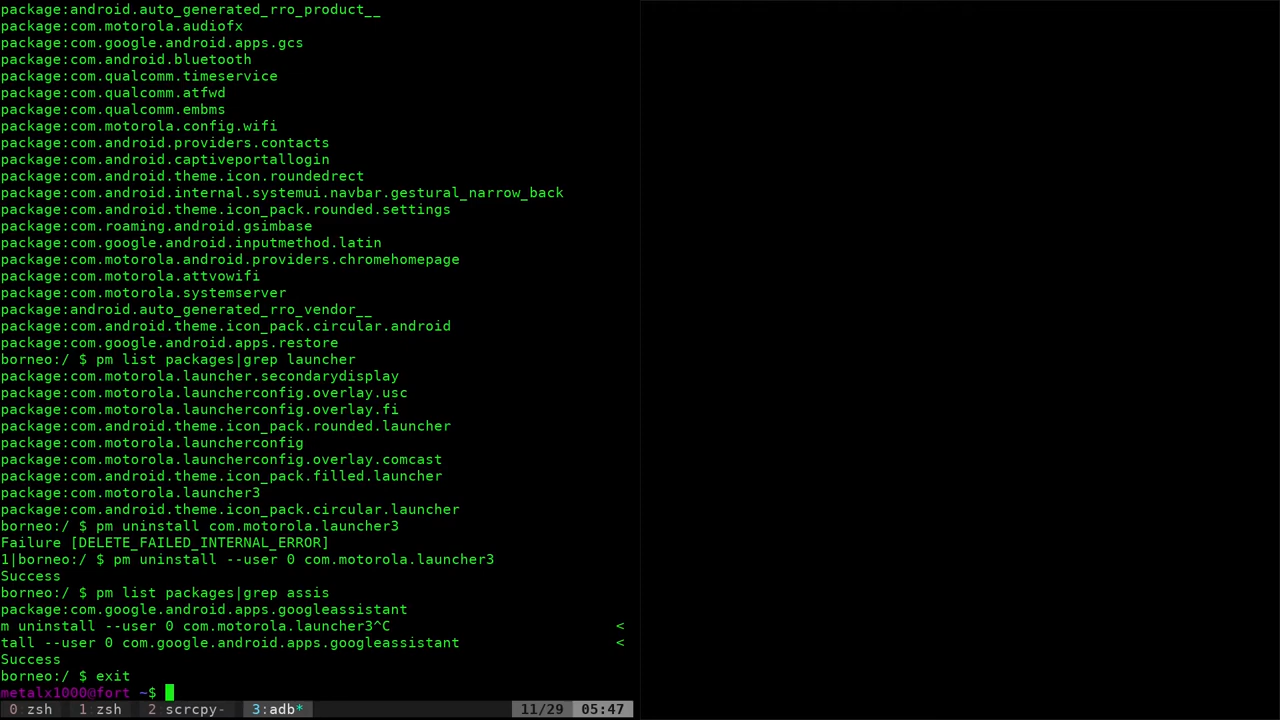 package:android.auto_generated_rro_product__
package:com.motorola.audiofx
package:com.google.android.apps.gcs
package:com.android.bluetooth
package:com.qualcomm.timeservice
package:com.qualcomm.atfwd
package:com.qualcomm.embms
package:com.motorola.config.wifi
package:com.android.providers.contacts
package:com.android.captiveportallogin
package:com.android.theme.icon.roundedrect
package:com.android.internal.systemui.navbar.gestural_narrow_back
package:com.android.theme.icon_pack.rounded.settings
package:com.roaming.android.gsimbase
package:com.google.android.inputmethod.latin
package:com.motorola.android.providers.chromehomepage
package:com.motorola.attvowifi
package:com.motorola.systemserver
package:android.auto_generated_rro_vendor__
package:com.android.theme.icon_pack.circular.android
package:com.google.android.apps.restore
borneo:/ $ pm list packages|grep launcher
package:com.motorola.launcher.secondarydisplay
package:com.motorola.launcherconfig.overlay.usc
package:com.motorola.launcherconfig.overlay.fi
package:com.android.theme.icon_pack.rounded.launcher
package:com.motorola.launcherconfig
package:com.motorola.launcherconfig.overlay.comcast
package:com.android.theme.icon_pack.filled.launcher
package:com.motorola.launcher3
package:com.android.theme.icon_pack.circular.launcher
borneo:/ $ pm uninstall com.motorola.launcher3
Failure [DELETE_FAILED_INTERNAL_ERROR]
1|borneo:/ $ pm uninstall --user 0 com.motorola.launcher3
Success
borneo:/ $ pm list packages|grep assis
package:com.google.android.apps.googleassistant
m uninstall --user 0 com.motorola.launcher3^C <
tall --user 0 com.google.android.apps.googleassistant <
Success
borneo:/ $ exit
metalx1000@fort ~$
0:zsh 1:zsh 2:scrcpy- 3:adb* 11/29 05:47